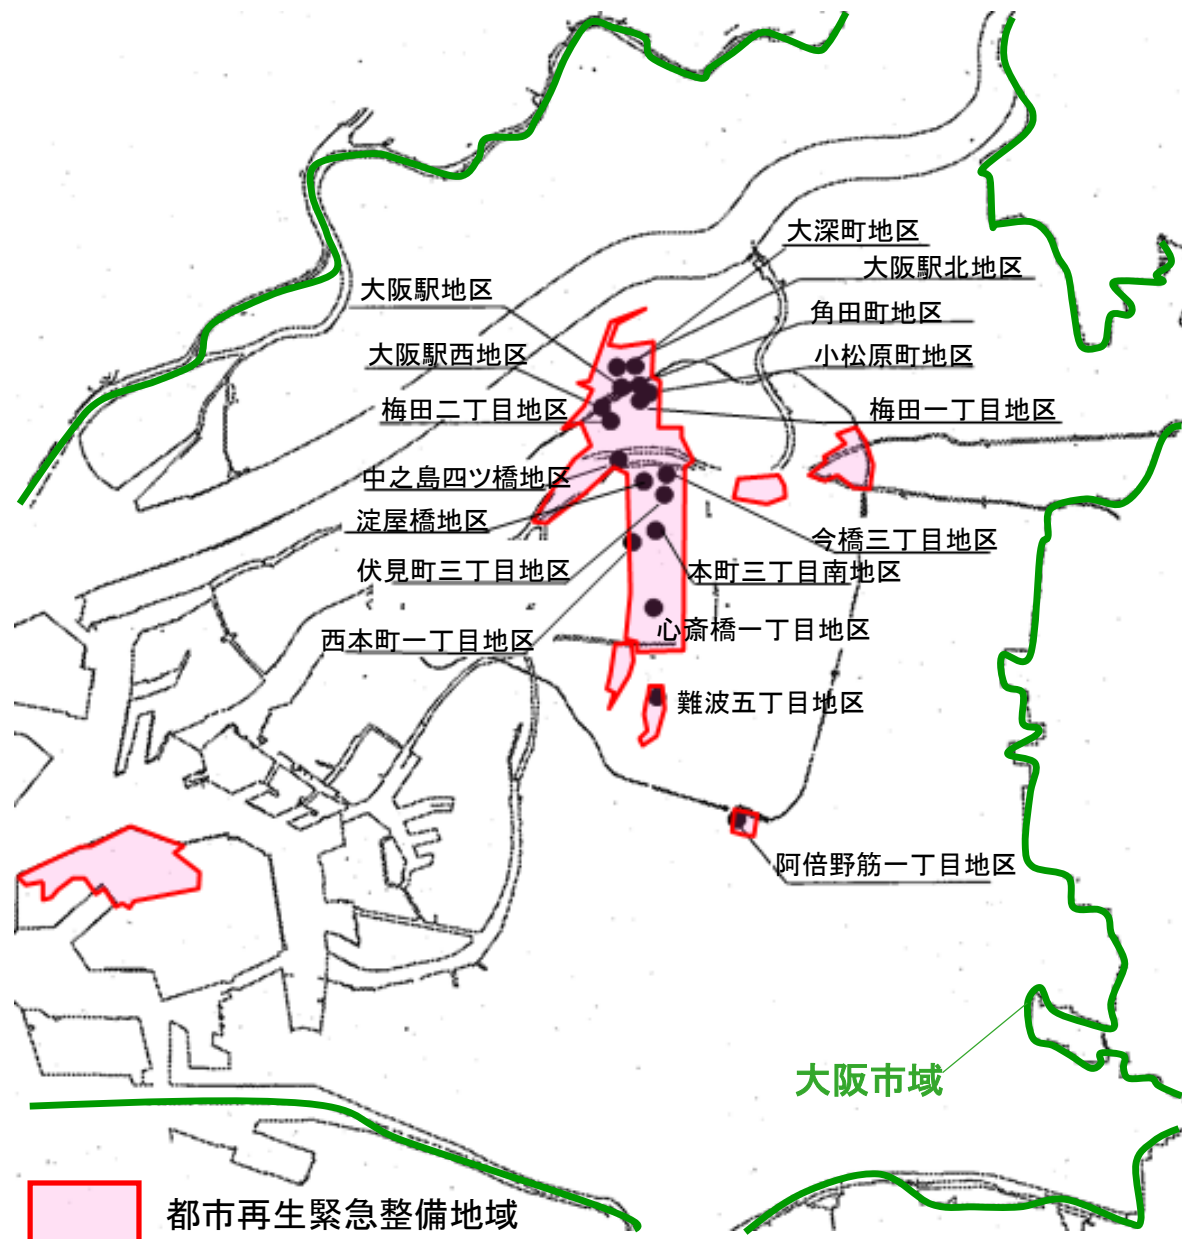 大深町地区
大阪駅北地区
大阪駅地区
角田町地区
大阪駅西地区
小松原町地区
梅田二丁目地区
梅田一丁目地区
中之島四ツ橋地区
淀屋橋地区
今橋三丁目地区
伏見町三丁目地区
本町三丁目南地区
西本町一丁目地区
心斎橋一丁目地区
難波五丁目地区
阿倍野筋一丁目地区
大阪市域
都市再生緊急整備地域